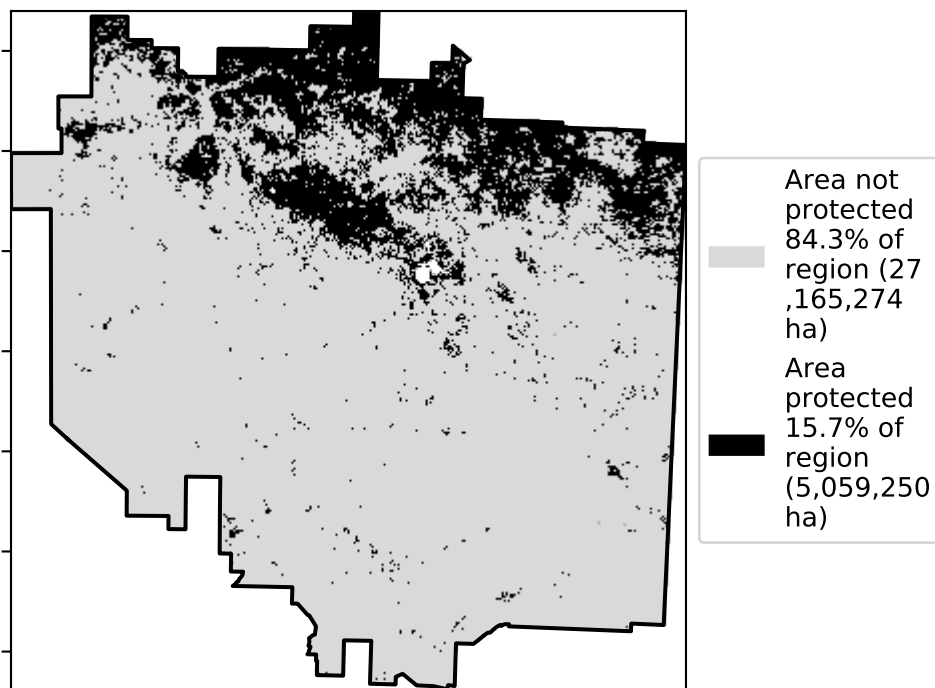 Area not
protected
84.3% of
region (27
,165,274
ha)
Area
protected
15.7% of
region
(5,059,250
ha)